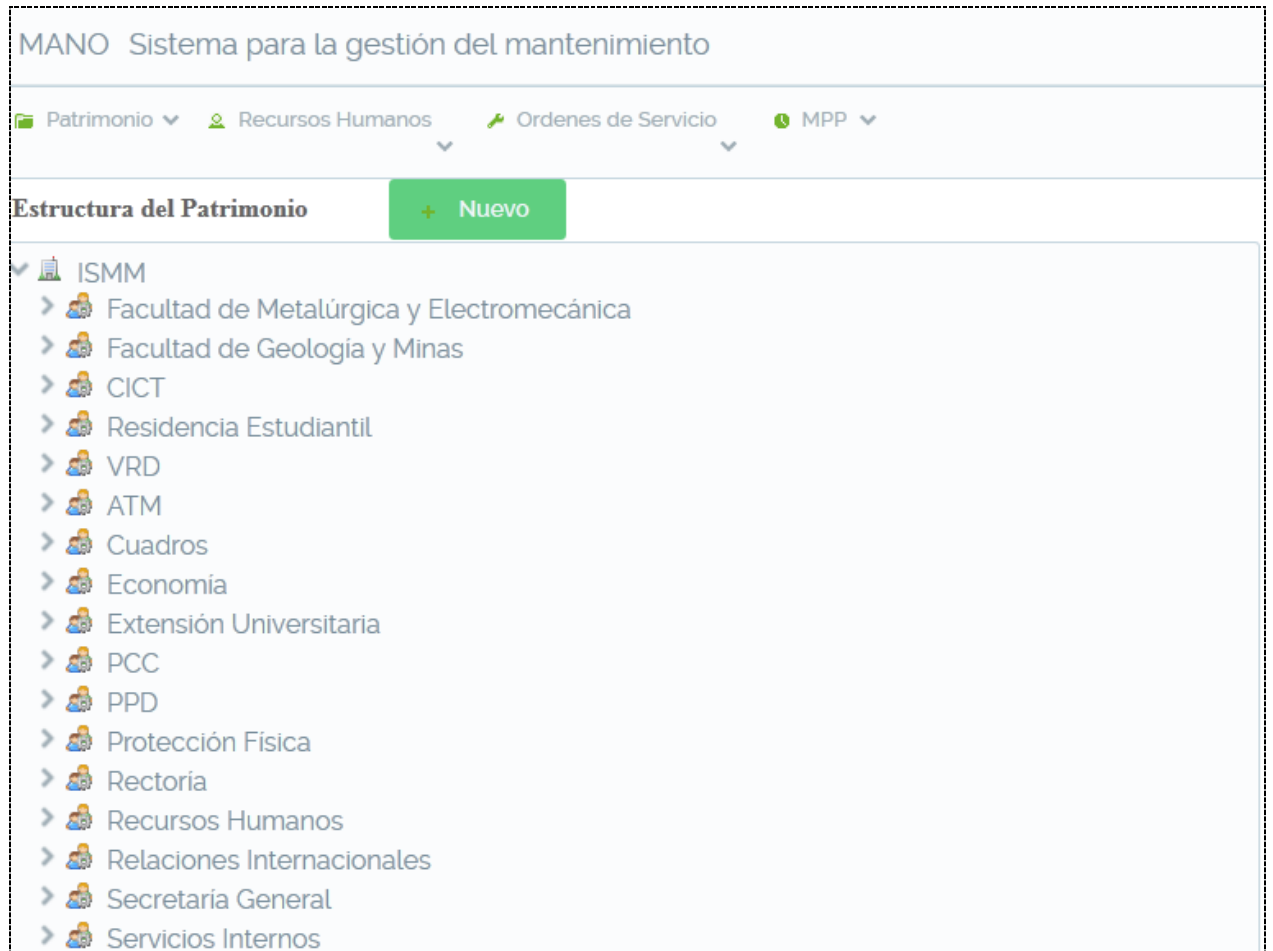 MANO Sistema para la gestión del mantenimiento
Patrimonio Recursos Humanos Ordenes de Servicio MPP
Estructura del Patrimonio + Nuevo
ISMM
Facultad de Metalúrgica y Electromecánica
Facultad de Geología y Minas
CICT
Residencia Estudiantil
VRD
ATM
Cuadros
Economía
Extensión Universitaria
PCC
PPD
Protección Física
Rectoría
Recursos Humanos
Relaciones Internacionales
Secretaría General
Servicios Internos